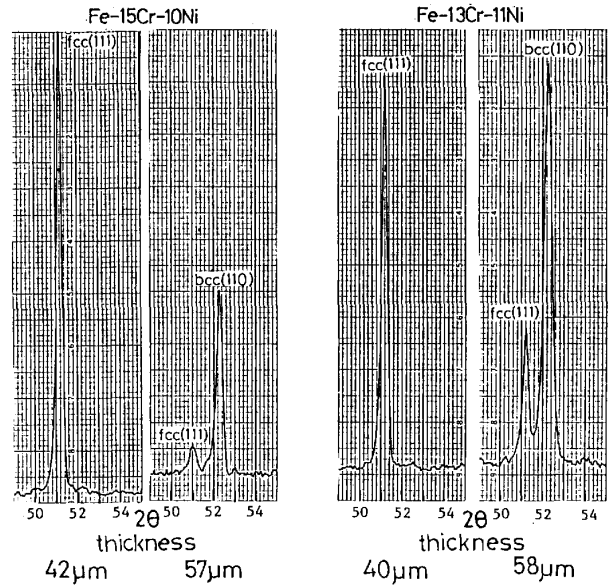 Fe-15Cr-10Ni
Fe-13Cr-11Ni
fcc(111)
bcc(110)
fcc(111)
fcc(111)
bcc(110)
fcc(111)
50 52 54 2θ 50 52 54
50 52 54 2θ 50 52 54
thickness
42µm 57µm
thickness
40µm 58µm